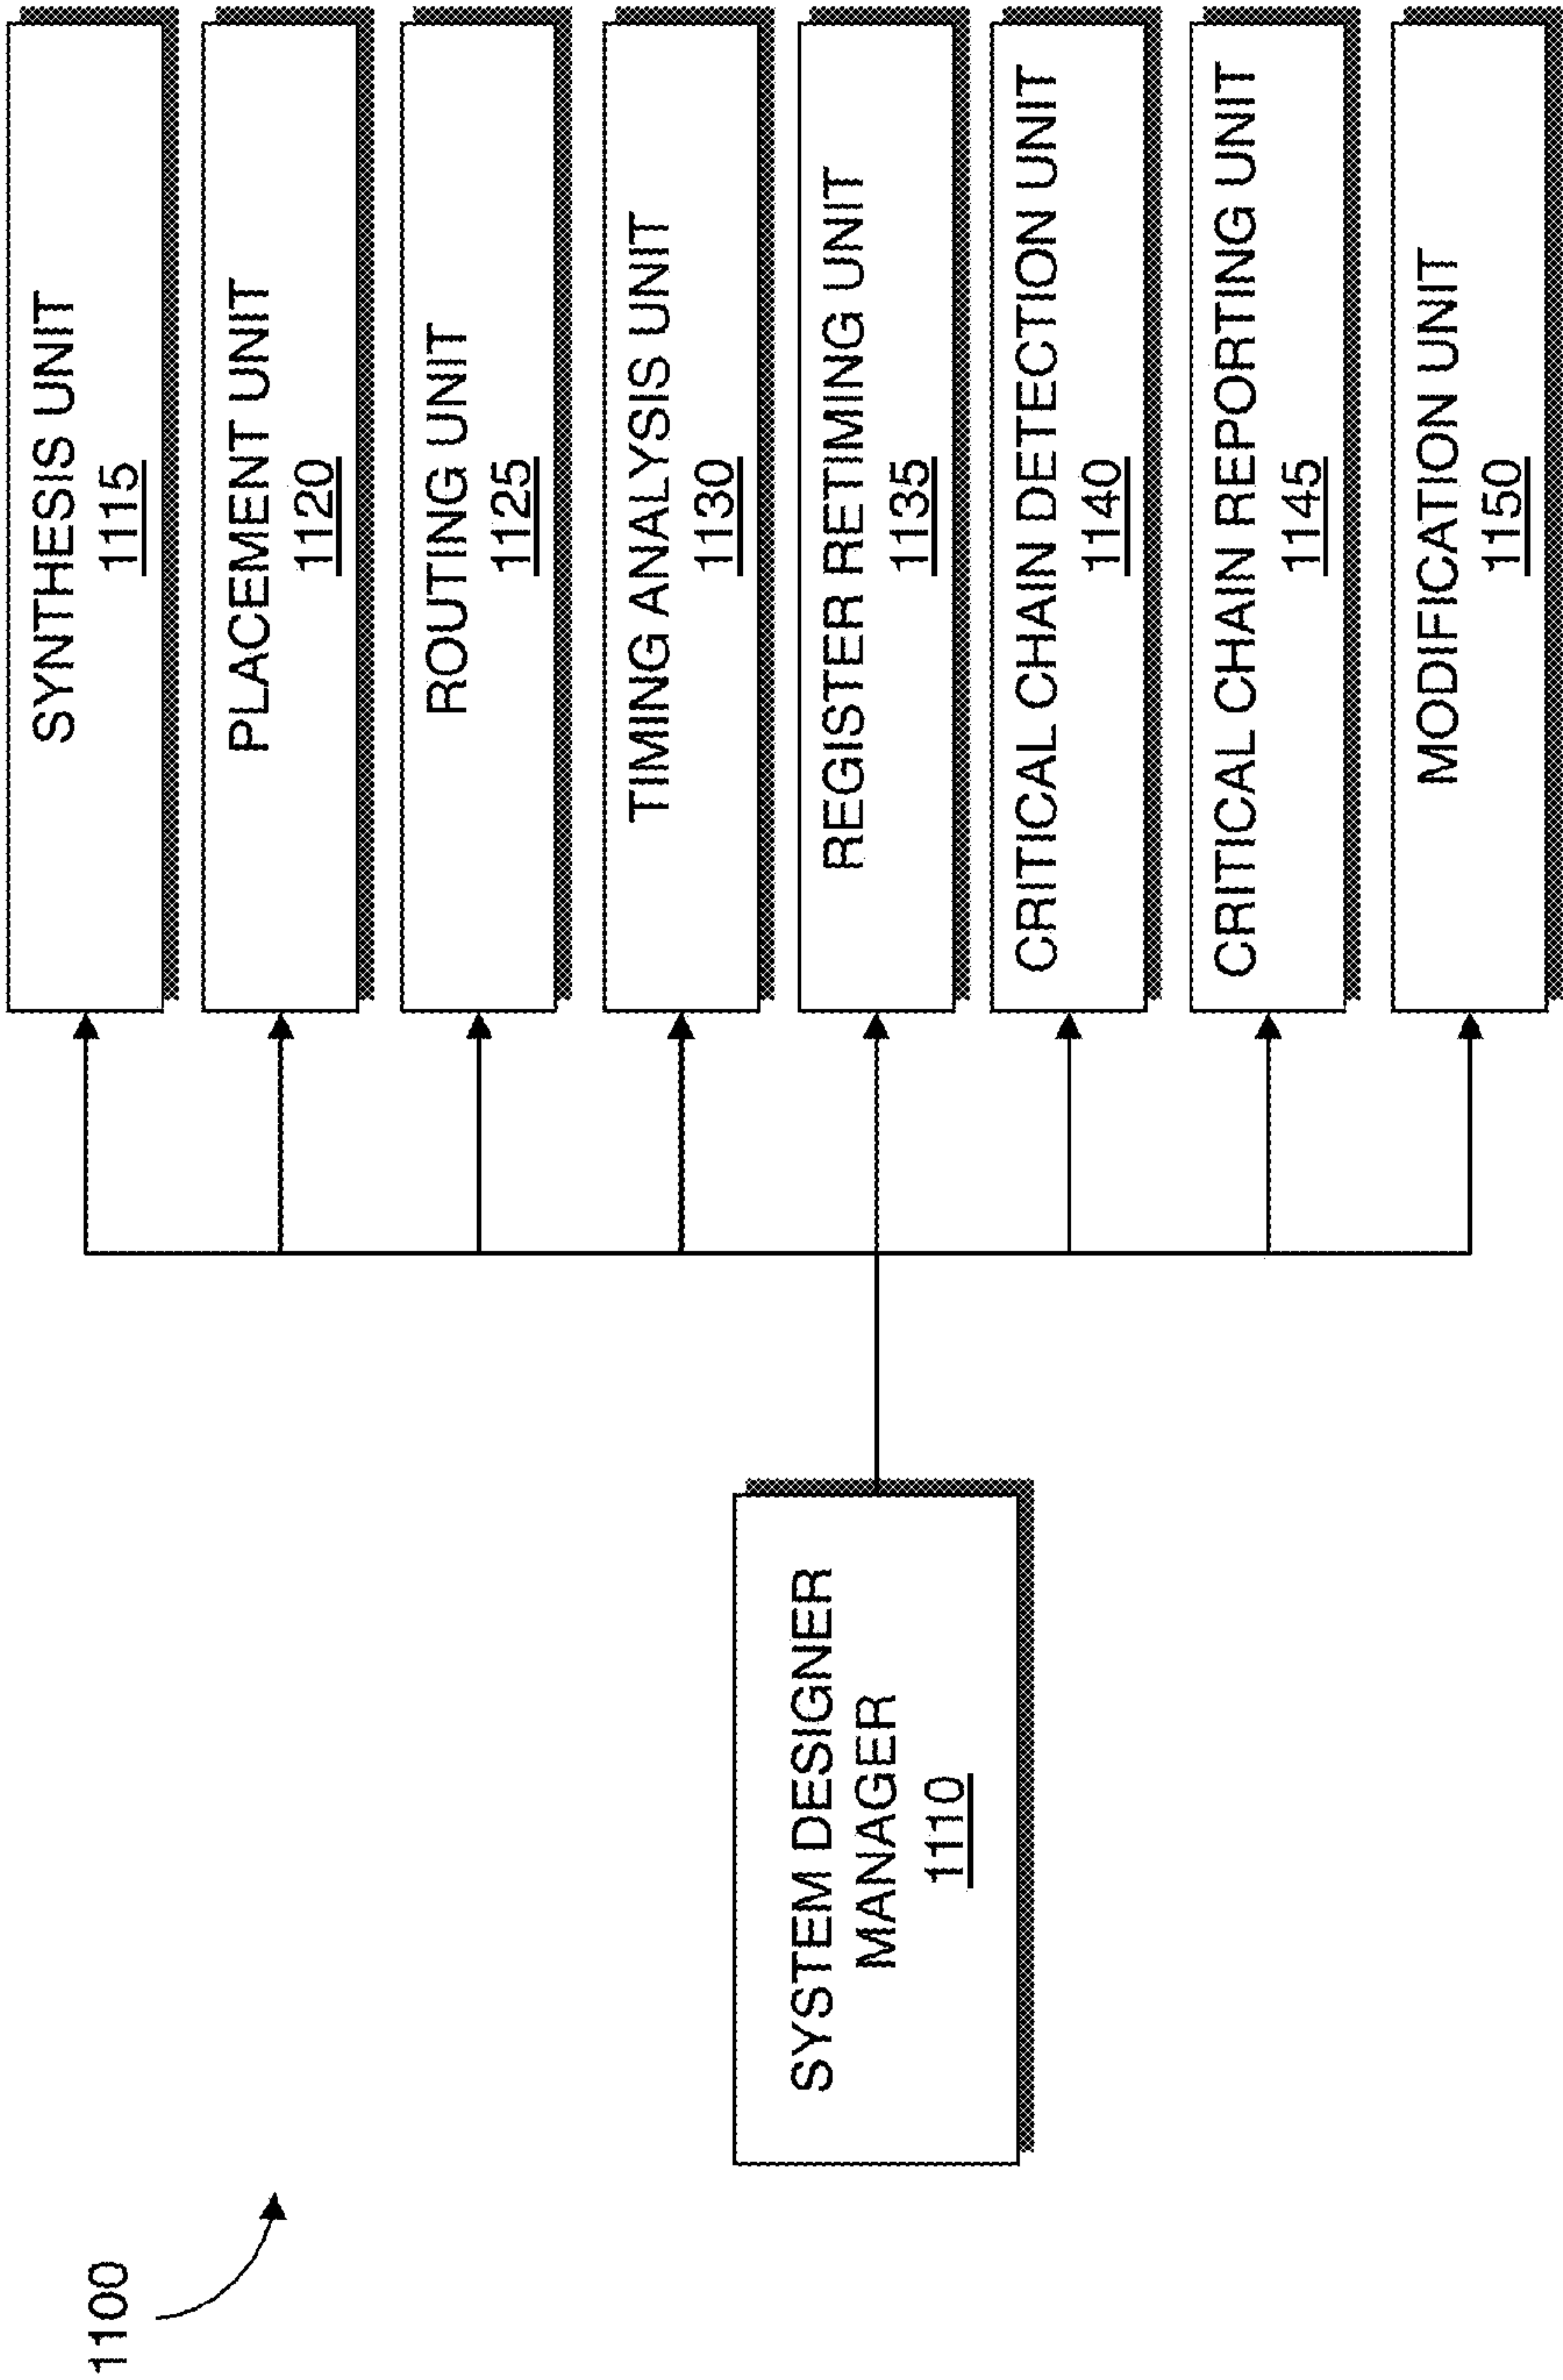 1100
SYSTEM DESIGNER
MANAGER
1110
SYNTHESIS UNIT
1115
PLACEMENT UNIT
1120
ROUTING UNIT
1125
TIMING ANALYSIS UNIT
1130
REGISTER RETIMING UNIT
1135
CRITICAL CHAIN DETECTION UNIT
1140
CRITICAL CHAIN REPORTING UNIT
1145
MODIFICATION UNIT
1150